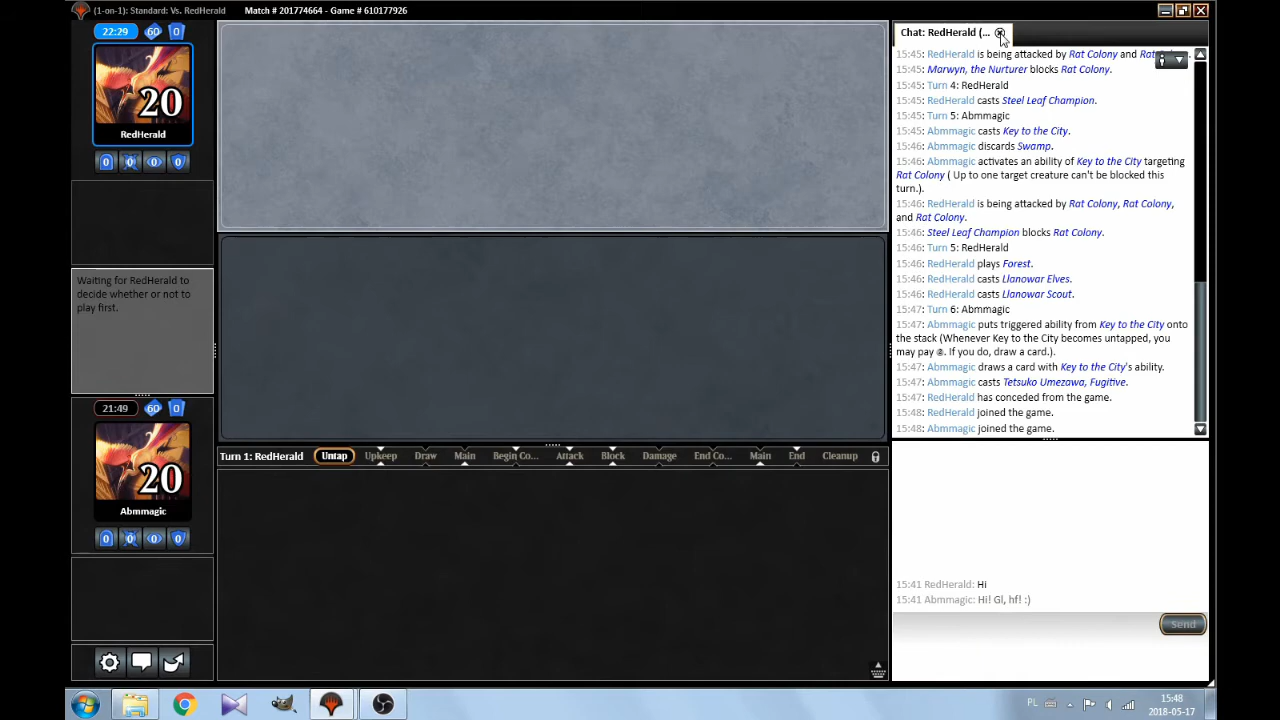 (1-on-1): Standard: Vs. RedHerald
Match # 201774664 - Game # 610177926
22:29 60 0
20
RedHerald
0 0 0 0
Waiting for RedHerald to
decide whether or not to
play first.
21:49 60 0
20
Abmmagic
0 0 0 0
Turn 1: RedHerald Untap Upkeep Draw Main Begin Co... Attack Block Damage End Co... Main End Cleanup
Chat: RedHerald (...
15:45: RedHerald is being attacked by Rat Colony and Rat
15:45: Marwyn, the Nurturer blocks Rat Colony.
15:45: Turn 4: RedHerald
15:45: RedHerald casts Steel Leaf Champion.
15:45: Turn 5: Abmmagic
15:45: Abmmagic casts Key to the City.
15:46: Abmmagic discards Swamp.
15:46: Abmmagic activates an ability of Key to the City targeting
Rat Colony ( Up to one target creature can't be blocked this
turn.).
15:46: RedHerald is being attacked by Rat Colony, Rat Colony,
and Rat Colony.
15:46: Steel Leaf Champion blocks Rat Colony.
15:46: Turn 5: RedHerald
15:46: RedHerald plays Forest.
15:46: RedHerald casts Llanowar Elves.
15:46: RedHerald casts Llanowar Scout.
15:47: Turn 6: Abmmagic
15:47: Abmmagic puts triggered ability from Key to the City onto
the stack (Whenever Key to the City becomes untapped, you
may pay ②. If you do, draw a card.).
15:47: Abmmagic draws a card with Key to the City's ability.
15:47: Abmmagic casts Tetsuko Umezawa, Fugitive.
15:47: RedHerald has conceded from the game.
15:48: RedHerald joined the game.
15:48: Abmmagic joined the game.
15:41 RedHerald: Hi
15:41 Abmmagic: Hi! Gl, hf! :)
Send
PL
15:48
2018-05-17